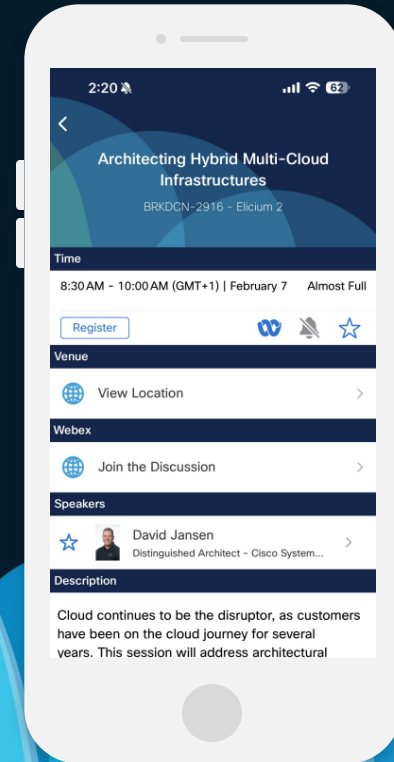 2:20
62
Architecting Hybrid Multi-Cloud
Infrastructures
BRKDCN-2916 - Elicium 2
Time
8:30 AM - 10:00 AM (GMT+1) | February 7 Almost Full
Register
Venue
View Location
Webex
Join the Discussion
Speakers
David Jansen
Distinguished Architect - Cisco System...
Description
Cloud continues to be the disruptor, as customers
have been on the cloud journey for several
years. This session will address architectural